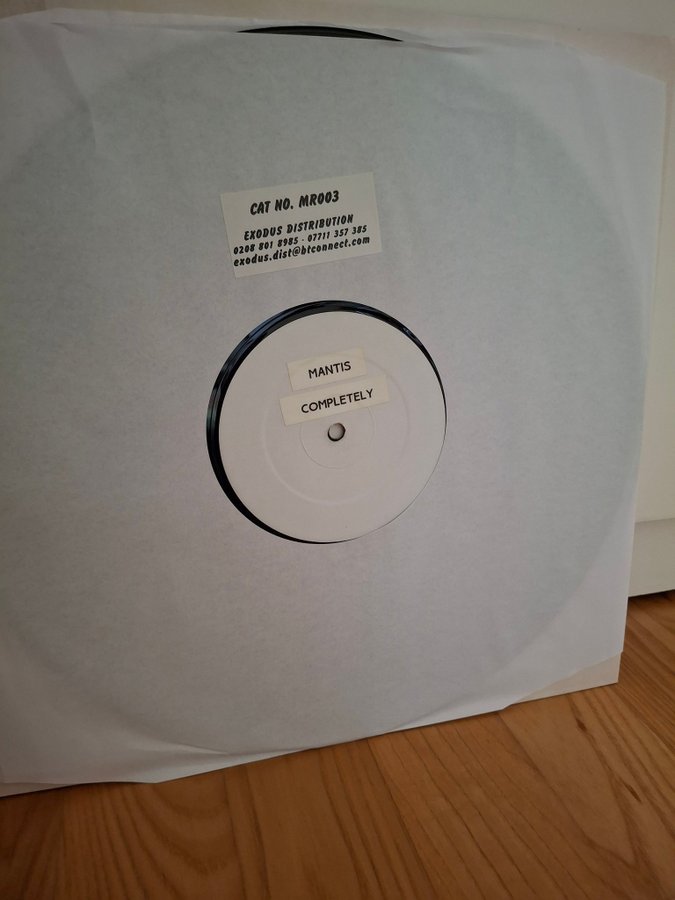 CAT NO. MR003
EXODUS DISTRIBUTION
0208 801 8985 - 07711 357 385
exodus.dist@btconnect.com
MANTIS
COMPLETELY